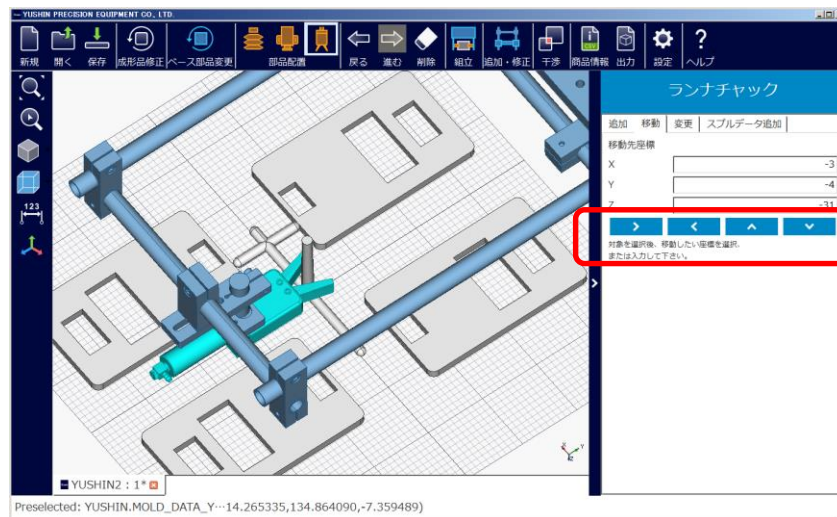 YUSHIN PRECISION EQUIPMENT CO., LTD.
新規 開く 保存 成形品修正 ベース部品変更 部品配置 戻る 進む 削除 組立 追加・修正 干渉 商品情報 出力 設定 ヘルプ
ランナチャック
追加 移動 変更 スプルデータ追加
移動先座標
X -3
Y -4
Z -31
対象を選択後、移動したい座標を選択、
または入力して下さい。
123
YUSHIN2 : 1*
Preselected: YUSHIN.MOLD_DATA_Y…14.265335,134.864090,-7.359489)